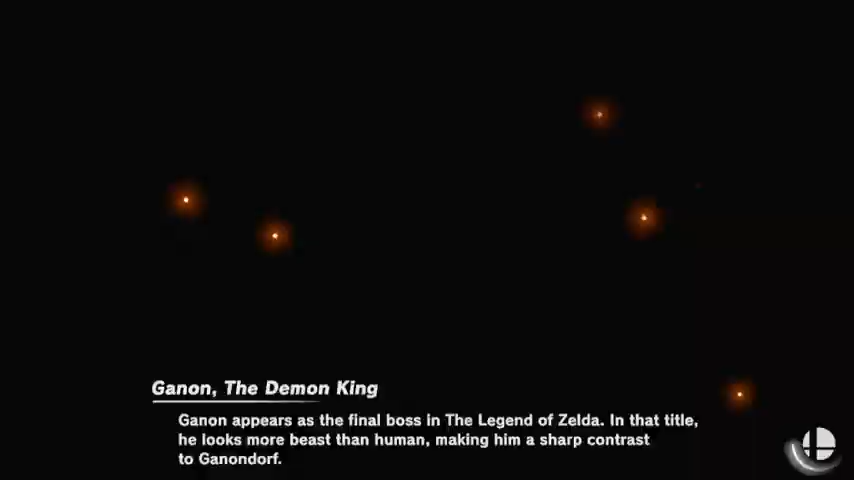 Ganon, The Demon King
Ganon appears as the final boss in The Legend of Zelda. In that title,
he looks more beast than human, making him a sharp contrast
to Ganondorf.